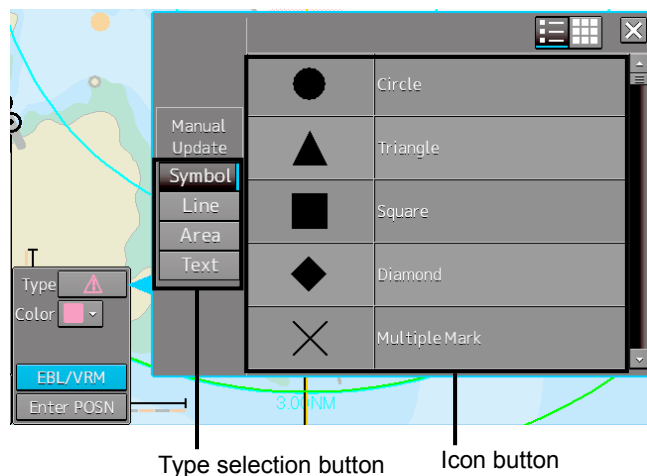 Circle
Manual
Update
Triangle
Symbol
Line
Square
Area
Text
Diamond
Type
Color
Multiple Mark
EBL/VRM
Enter POSN
3.00NM
Type selection button
Icon button